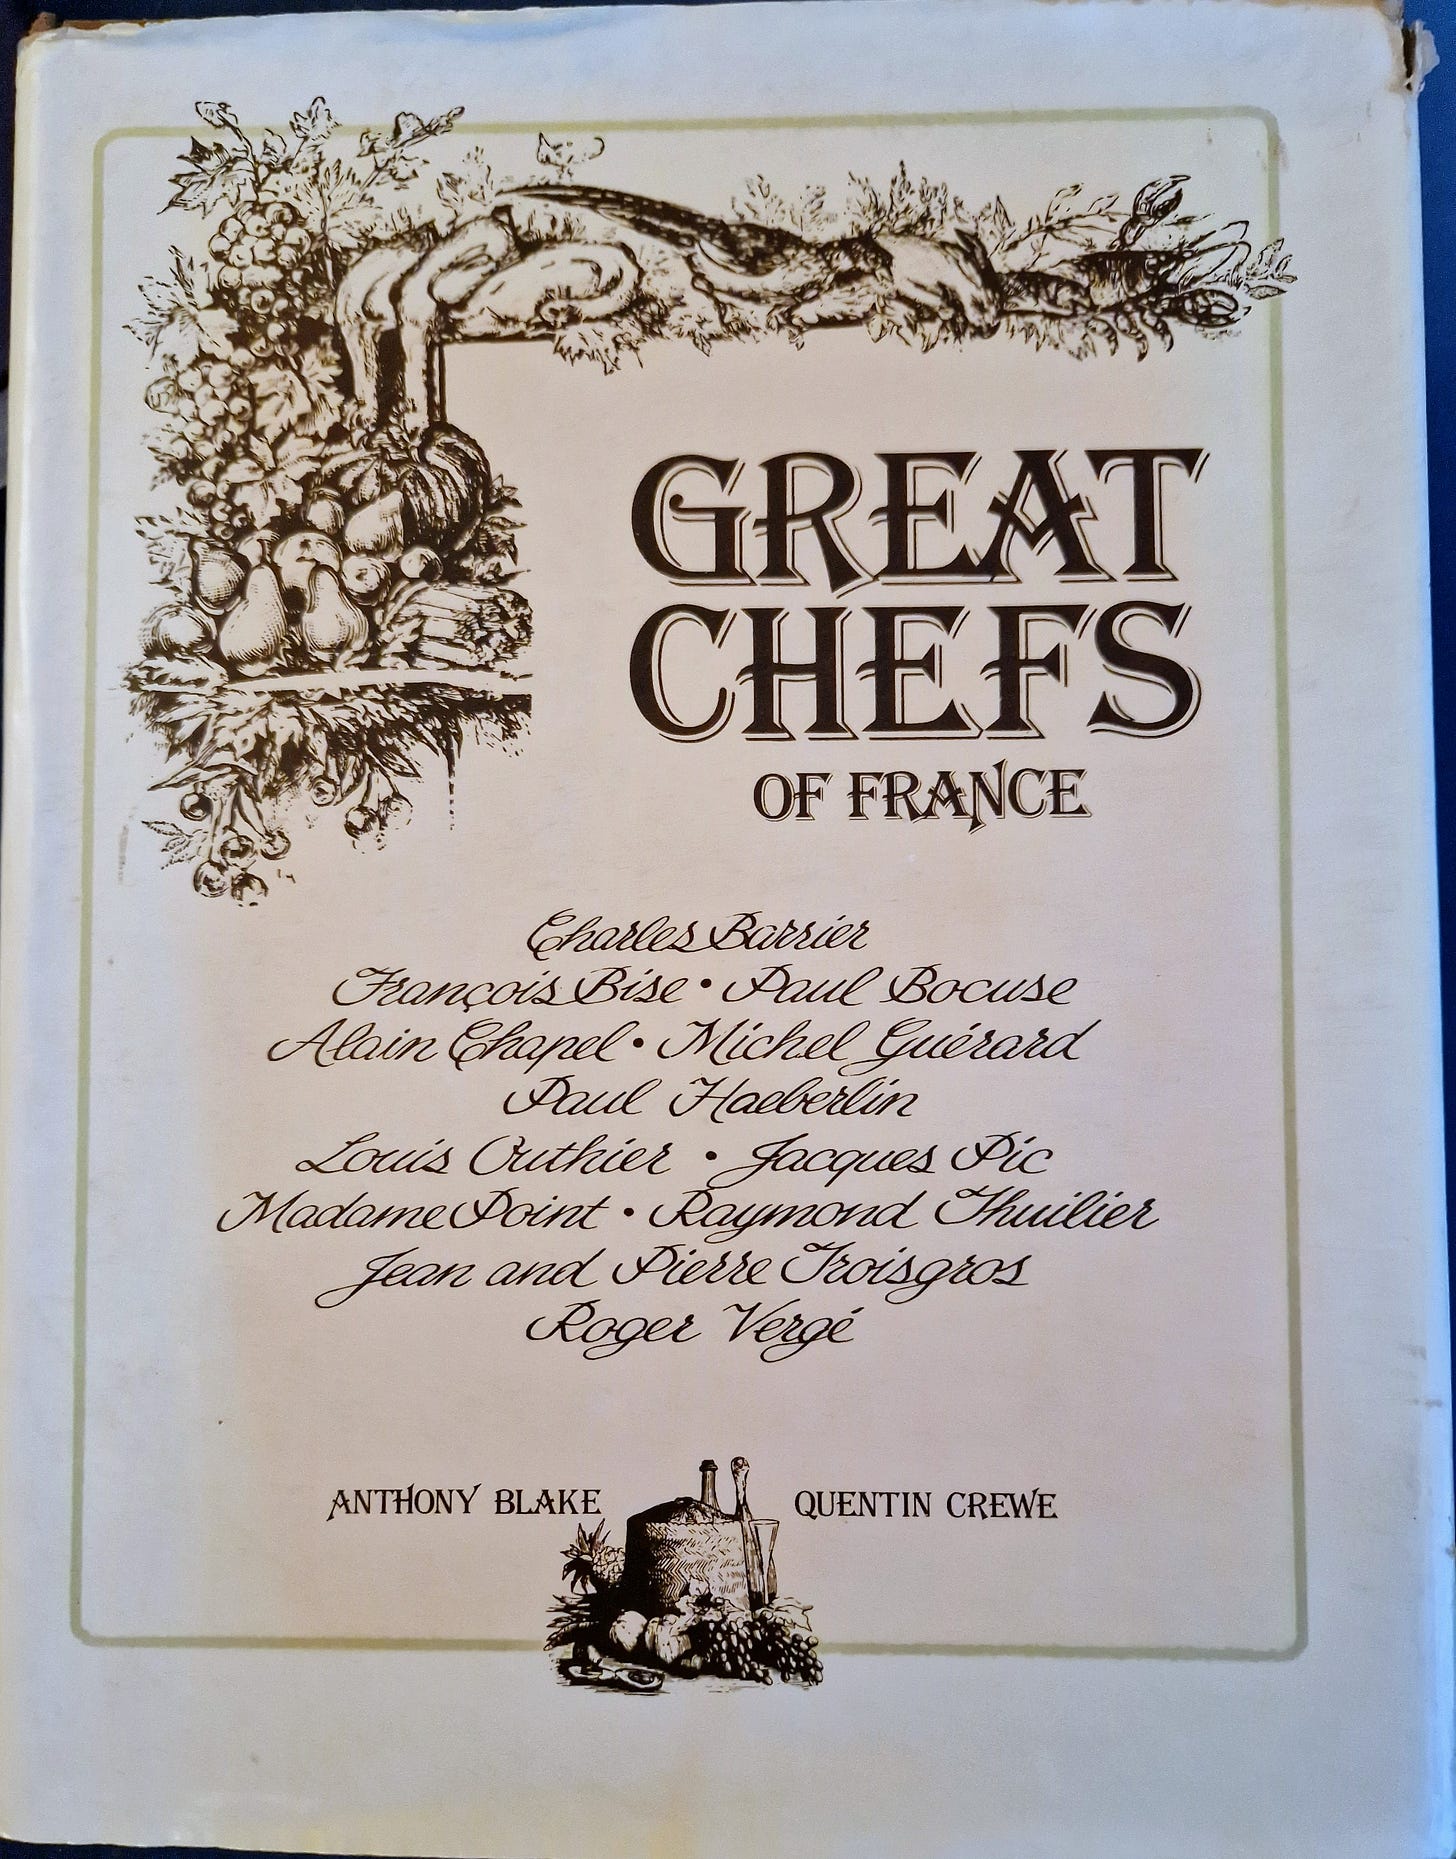 GREAT
CHEFS
OF FRANCE
Charles Barrier
François Bise • Paul Bocuse
Alain Chapel • Michel Guérard
Paul Haeberlin
Louis Outhier • Jacques Pic
Madame Point • Raymond Thuilier
Jean and Pierre Troisgros
Roger Vergé
ANTHONY BLAKE QUENTIN CREWE